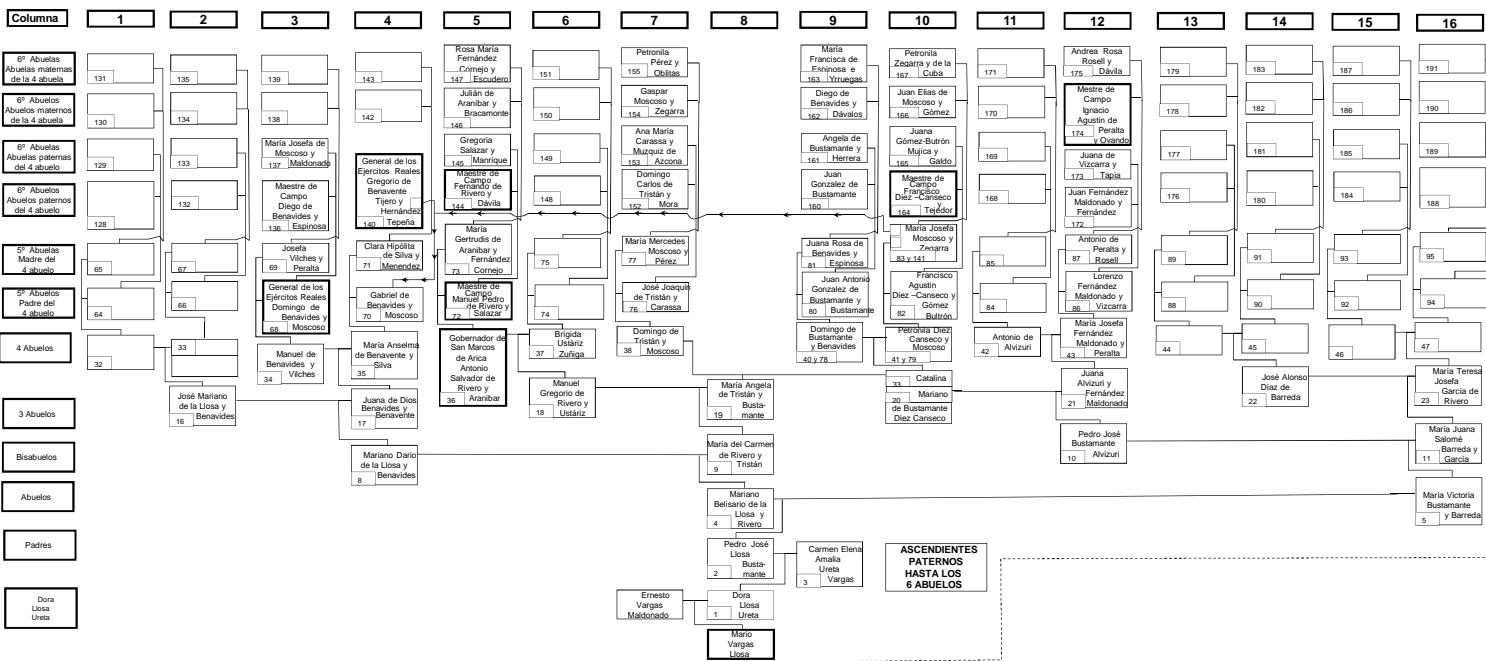 Columna 1 2 3 4 5 6 7 8 9 10 11 12 13 14 15 16
6º Abuelas
Abuelas maternas
de la 4 abuela
131
135
139
143
Rosa María
Fernández
Cornejo y
147 Escudero
151
Petronila
Pérez y
155 Oblitas
María
Francisca de
Espinosa e
163 Yrruegas
Petronila
Zegarra y de la
167 Cuba
171
Andrea Rosa
Rosell y
175 Dávila
179
183
187
191
6º Abuelos
Abuelos maternos
de la 4 abuela
130
134
138
142
Julián de
Aranibar y
Bracamonte
146
150
Gaspar
Moscoso y
154 Zegarra
Diego de
Benavides y
162 Dávalos
Juan Elias de
Moscoso y
166 Gómez
170
Mestre de
Campo
Ignacio
Agustin de
174 Peralta
y Ovando
178
182
186
190
6º Abuelas
Abuelas paternas
del 4 abuelo
129
133
María Josefa de
Moscoso y
137 Maldonado
General de los
Ejercitos Reales
Gregorio de
Benavente
Tijero y
Hernández
140 Tepeña
Gregoria
Salazar y
145 Manrique
149
Ana María
Carassa y
Muzquiz de
153 Azcona
Angela de
Bustamante y
161 Herrera
Juana
Gómez-Butrón
Mujica y
165 Galdo
169
Juana de
Vizcarra y
173 Tapia
177
181
185
189
6º Abuelos
Abuelos paternos
del 4 abuelo
128
132
Maestre de
Campo
Diego de
Benavides y
136 Espinosa
Maestre de
Campo
Fernando de
Rivero y
144 Dávila
148
Domingo
Carlos de
Tristán y
152 Mora
Juan
Gonzalez de
Bustamante
160
Maestre de
Campo
Francisco
Diez –Canseco y
164 Tejedor
168
Juan Fernández
Maldonado y
Fernández
172
176
180
184
188
5º Abuelas
Madre del
4 abuelo
65
67
Josefa
Vilches y
69 Peralta
Clara Hipólita
de Silva y
71 Menendez
María
Gertrudis de
Aranibar y
Fernández
73 Cornejo
75
María Mercedes
Moscoso y
77 Pérez
Juana Rosa de
Benavides y
81 Espinosa
María Josefa
Moscoso y
Zegarra
83 y 141
85
Antonio de
Peralta y
87 Rosell
89
91
93
95
5º Abuelos
Padre del
4 abuelo
64
66
General de los
Ejércitos Reales
Domingo de
Benavides y
68 Moscoso
Gabriel de
Benavides y
70 Moscoso
Maestre de
Campo
Manuel Pedro
de Rivero y
72 Salazar
74
José Joaquin
de Tristán y
76 Carassa
Juan Antonio
Gonzalez de
Bustamante y
80 Bustamante
Francisco
Agustin
Diez –Canseco y
Gómez
82 Bultrón
84
Lorenzo
Fernández
Maldonado y
86 Vizcarra
88
90
92
94
4 Abuelos
32
33
Manuel de
Benavides y
34 Vilches
María Anselma
de Benavente y
35 Silva
Gobernador de
San Marcos
de Arica
Antonio
Salvador de
Rivero y
36 Aranibar
Brígida
Ustáriz
37 Zuñiga
Domingo de
Tristán y
38 Moscoso
Domingo de
Bustamante
y Benavides
40 y 78
Petronila Diez
Canseco y
Moscoso
41 y 79
Antonio de
42 Alvizuri
María Josefa
Fernández
Maldonado y
43 Peralta
44
45
46
47
3 Abuelos
José Mariano
de la Llosa y
16 Benavides
Juana de Dios
Benavides y
Benavente
17
Manuel
Gregorio de
Rivero y
18 Ustáriz
María Angela
de Tristán y
Busta-
19 mante
33 Catalina
20 Mariano
de Bustamante
Diez Canseco
Juana
Alvizuri y
Fernández
21 Maldonado
José Alonso
Díaz de
22 Barreda
María Teresa
Josefa
García de
23 Rivero
Bisabuelos
Mariano Dario
de la Llosa y
Benavides
8
María del Carmen
de Rivero y
9 Tristán
Pedro José
Bustamante
10 Alvizuri
María Juana
Salomé
Barreda y
11 García
Abuelos
Mariano
Belisario de la
Llosa y
4 Rivero
María Victoria
Bustamante
5 y Barreda
Padres
Pedro José
Llosa
Busta-
2 mante
Carmen Elena
Amalia
Ureta
3 Vargas
ASCENDIENTES
PATERNOS
HASTA LOS
6 ABUELOS
Dora
Llosa
Ureta
Ernesto
Vargas
Maldonado
Dora
Llosa
1 Ureta
Mario
Vargas
Llosa